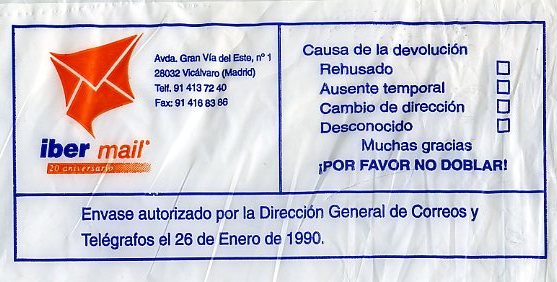 iber mail
20 aniversario
Avda. Gran Vía del Este, nº 1
28032 Vicálvaro (Madrid)
Telf. 91 413 72 40
Fax: 91 416 83 86
Causa de la devolución
Rehusado
Ausente temporal
Cambio de dirección
Desconocido
Muchas gracias
¡POR FAVOR NO DOBLAR!
Envase autorizado por la Dirección General de Correos y
Telégrafos el 26 de Enero de 1990.